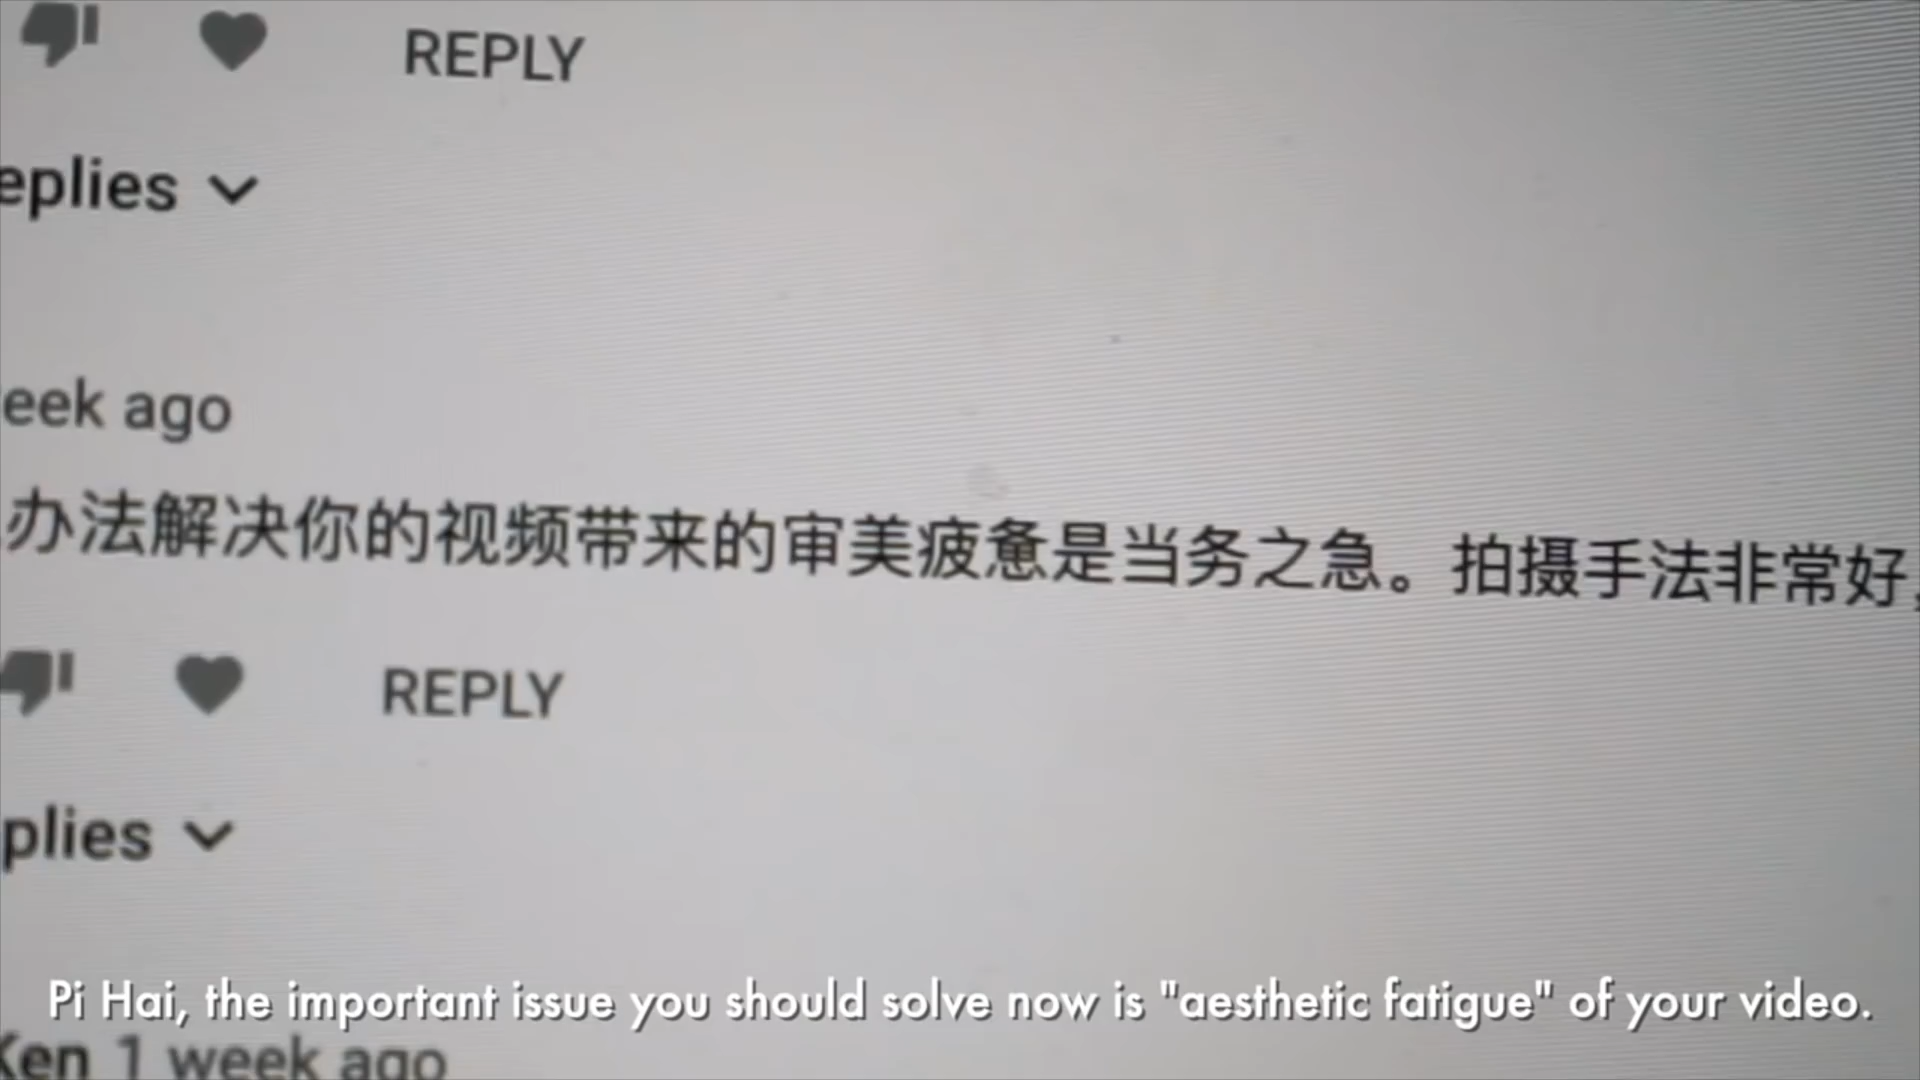 REPLY
eplies
eek ago
办法解决你的视频带来的审美疲惫是当务之急。拍摄手法非常好,
REPLY
plies
Pi Hai, the important issue you should solve now is "aesthetic fatigue" of your video.
Ken 1 week ago